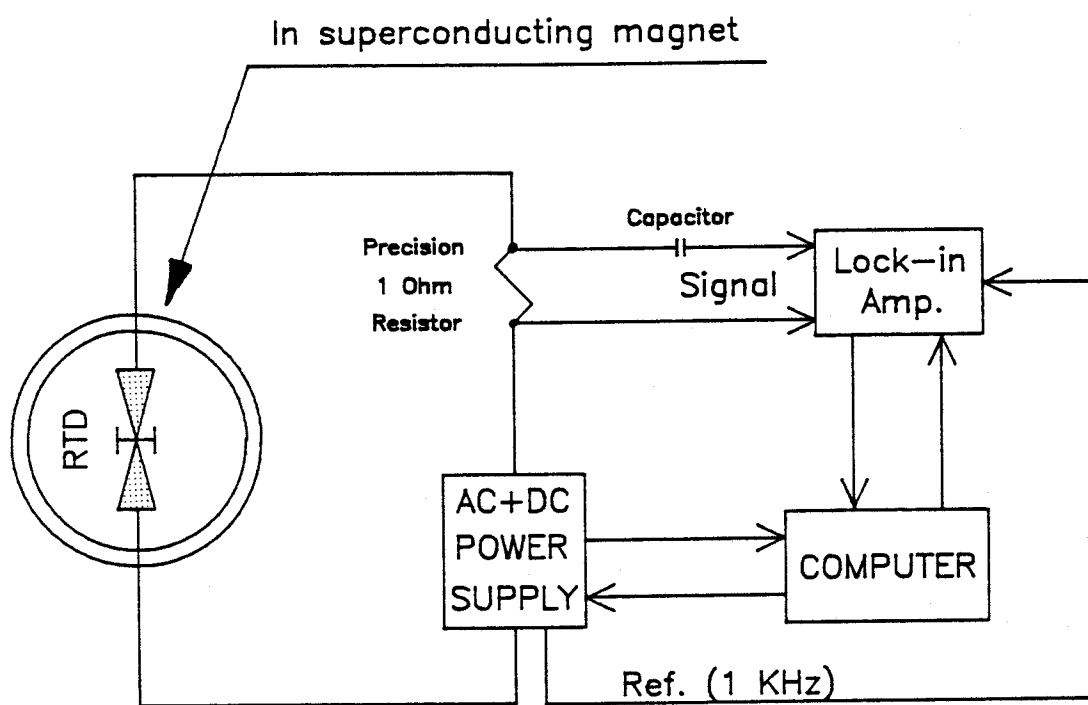 In superconducting magnet
Capacitor
Precision
1 Ohm
Resistor
Signal
Lock-in
Amp.
RTD
AC+DC
POWER
SUPPLY
COMPUTER
Ref. (1 KHz)